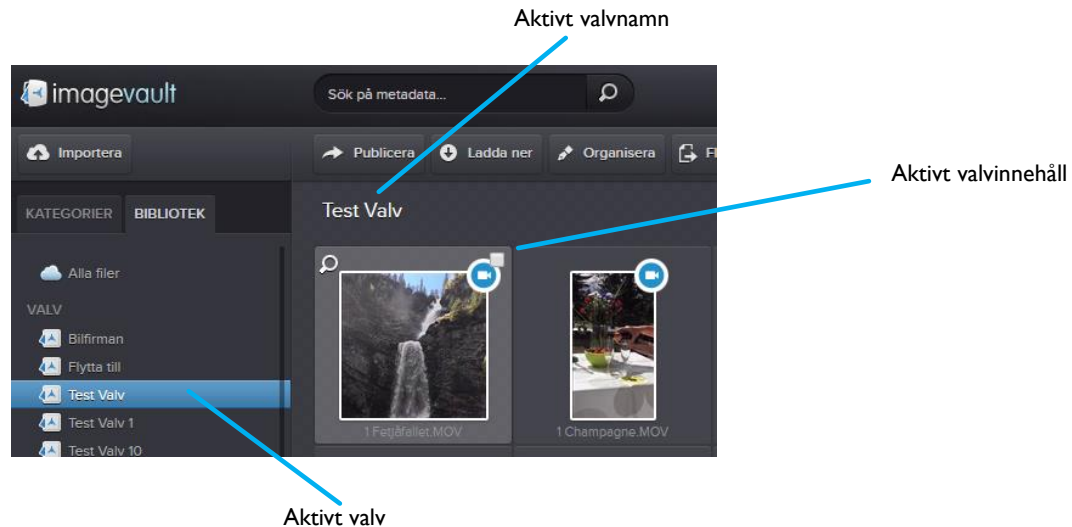 Aktivt valvnamn
imagevault
Sök på metadata...
Importera
Publicera
Ladda ner
Organisera
Aktivt valvinnehåll
KATEGORIER
BIBLIOTEK
Test Valv
Alla filer
VALV
Bilfirman
Flytta till
Test Valv
Test Valv 1
Test Valv 10
1 Fetjåfallet.MOV
1 Champagne.MOV
Aktivt valv